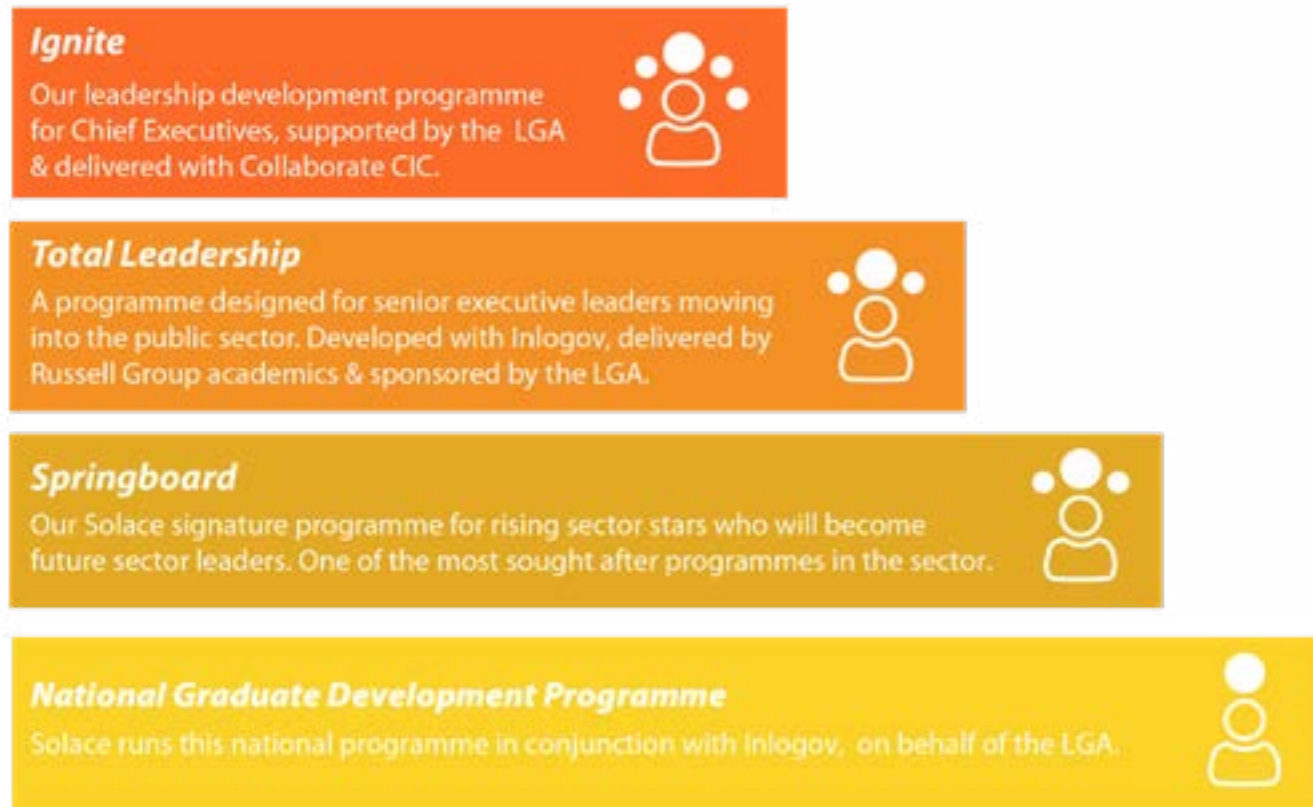 Ignite
Our leadership development programme
for Chief Executives, supported by the LGA
& delivered with Collaborate CIC.
Total Leadership
A programme designed for senior executive leaders moving
into the public sector. Developed with Inlogov, delivered by
Russell Group academics & sponsored by the LGA.
Springboard
Our Solace signature programme for rising sector stars who will become
future sector leaders. One of the most sought after programmes in the sector.
National Graduate Development Programme
Solace runs this national programme in conjunction with Inlogov, on behalf of the LGA.